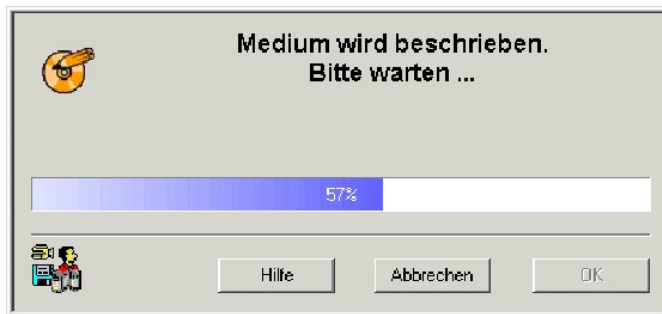 Medium wird beschrieben.
Bitte warten ...
57%
Hilfe
Abbrechen
OK